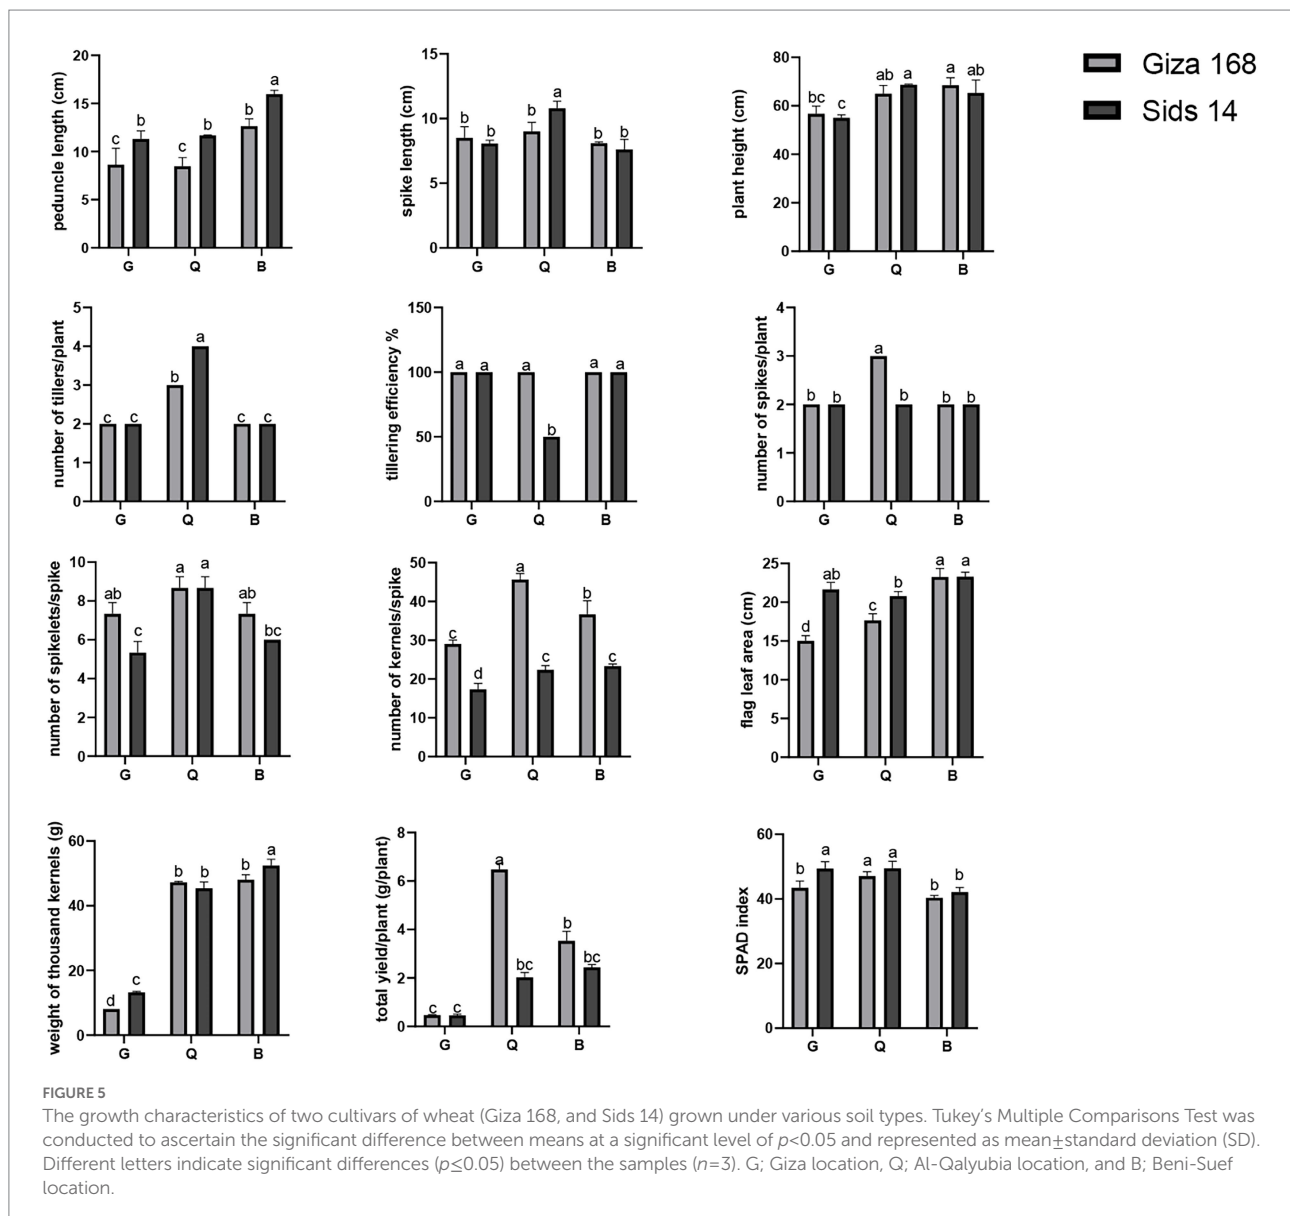 Giza 168
Sids 14
peduncle length (cm)
20
15
10
5
0
c
b
c
b
b
a
G
Q
B
spike length (cm)
15
10
5
0
b
b
b
a
b
b
G
Q
B
plant height (cm)
80
60
40
20
0
bc
c
ab
a
a
ab
G
Q
B
number of tillers/plant
5
4
3
2
1
0
c
c
b
a
c
c
G
Q
B
tillering efficiency %
150
100
50
0
a
a
a
b
a
a
G
Q
B
number of spikes/plant
4
3
2
1
0
b
b
a
b
b
b
G
Q
B
number of spikelets/spike
10
8
6
4
2
0
ab
c
a
a
ab
bc
G
Q
B
number of kernels/spike
50
40
30
20
10
0
c
d
a
c
b
c
G
Q
B
flag leaf area (cm)
25
20
15
10
5
0
d
ab
c
b
a
a
G
Q
B
weight of thousand kernels (g)
60
40
20
0
d
c
b
b
b
a
G
Q
B
total yield/plant (g/plant)
8
6
4
2
0
c
c
a
bc
b
bc
G
Q
B
SPAD index
60
40
20
0
b
a
a
a
b
b
G
Q
B
FIGURE 5
The growth characteristics of two cultivars of wheat (Giza 168, and Sids 14) grown under various soil types. Tukey's Multiple Comparisons Test was
conducted to ascertain the significant difference between means at a significant level of p<0.05 and represented as mean±standard deviation (SD).
Different letters indicate significant differences (p≤0.05) between the samples (n=3). G; Giza location, Q; Al-Qalyubia location, and B; Beni-Suef
location.